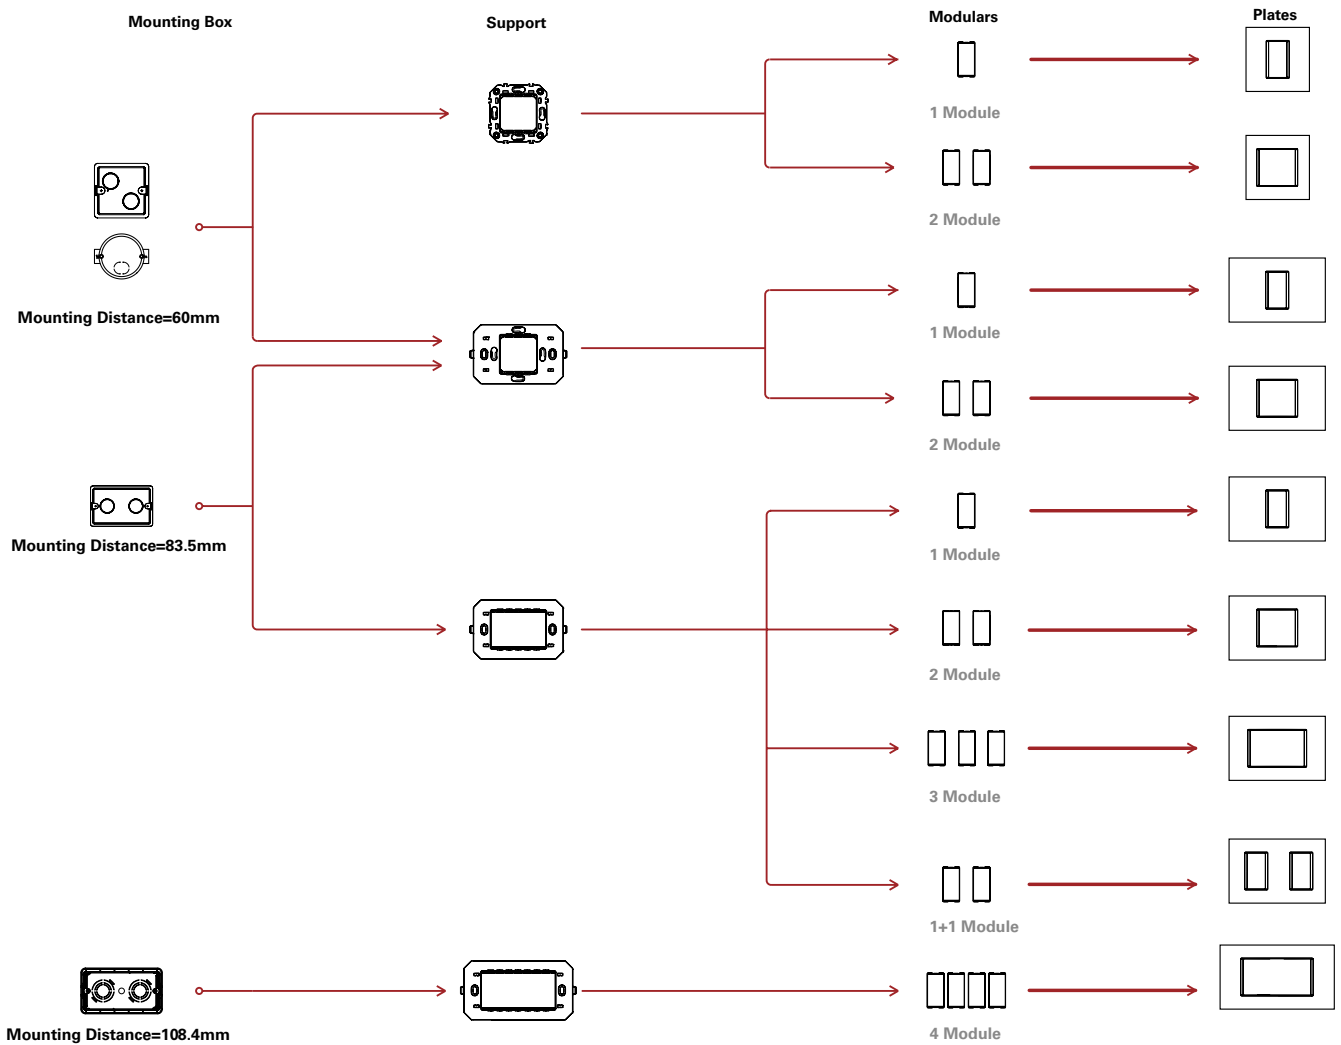 Mounting Box
Support
Modulars
Plates
1 Module
2 Module
Mounting Distance=60mm
1 Module
2 Module
Mounting Distance=83.5mm
1 Module
2 Module
3 Module
1+1 Module
Mounting Distance=108.4mm
4 Module